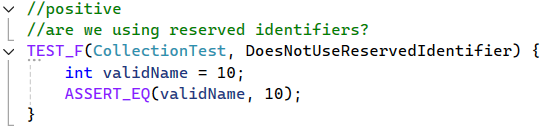 //positive
//are we using reserved identifiers?
TEST_F(CollectionTest, DoesNotUseReservedIdentifier) {
    int validName = 10;
    ASSERT_EQ(validName, 10);
}